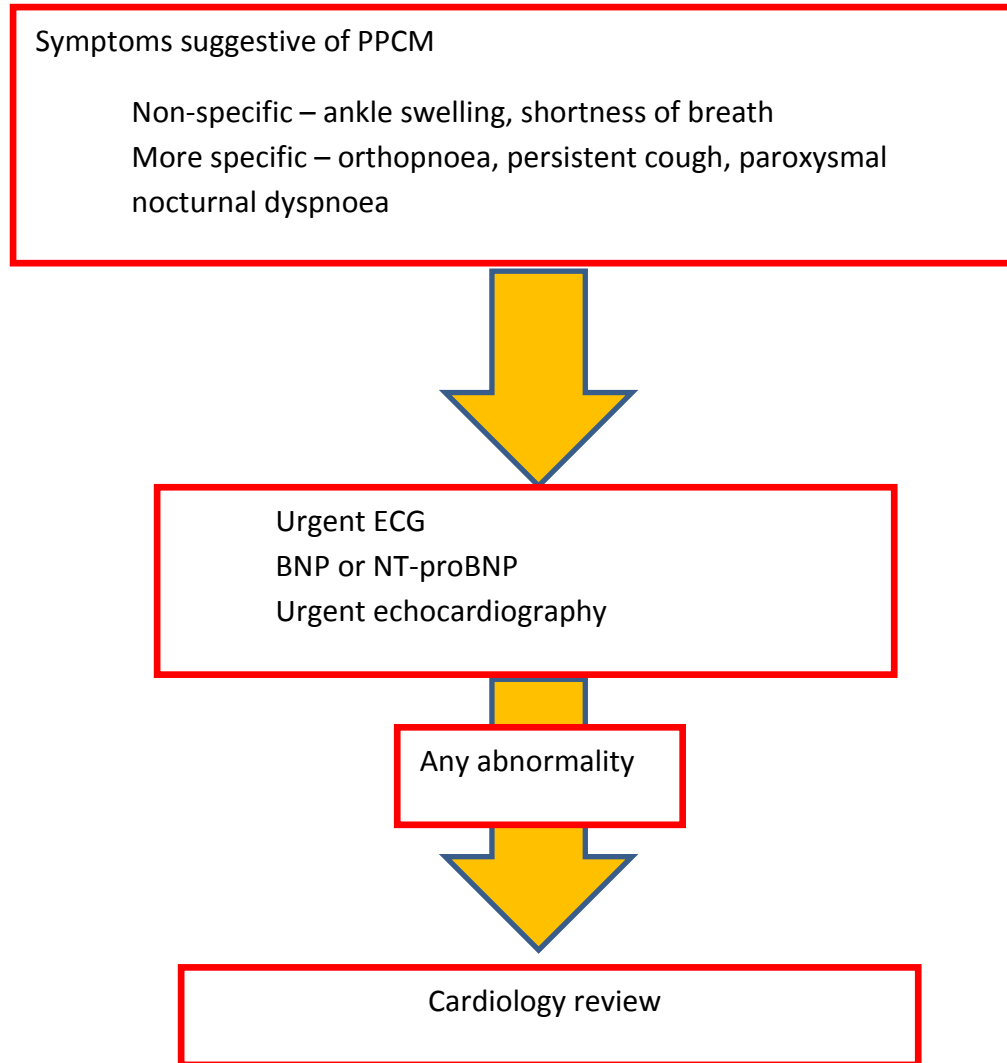 Symptoms suggestive of PPCM
Non-specific – ankle swelling, shortness of breath
More specific – orthopnoea, persistent cough, paroxysmal
nocturnal dyspnoea
Urgent ECG
BNP or NT-proBNP
Urgent echocardiography
Any abnormality
Cardiology review